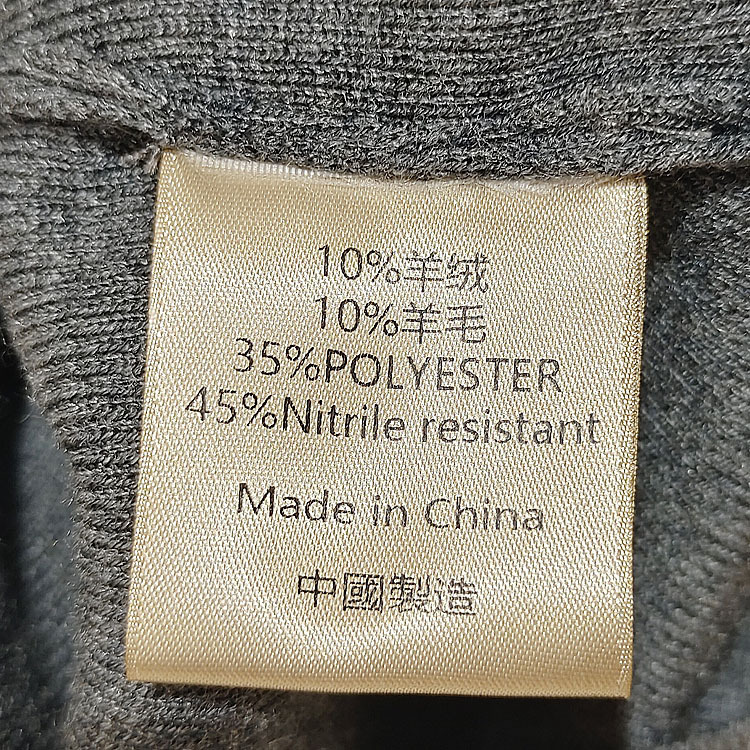 10%羊绒
10%羊毛
35%POLYESTER
45%Nitrile resistant
Made in China
中國製造